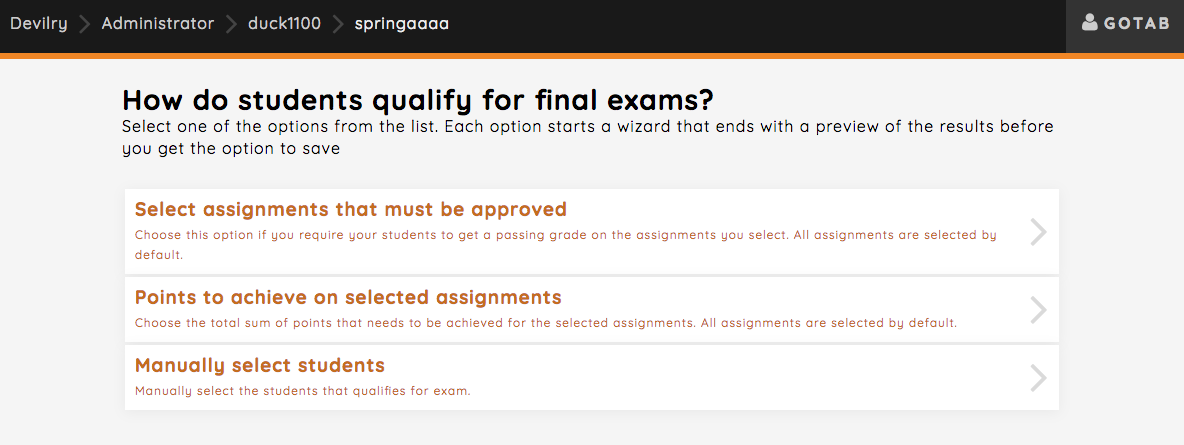 Devilry Administrator duck1100 springaaaa GOTAB
How do students qualify for final exams?
Select one of the options from the list. Each option starts a wizard that ends with a preview of the results before
you get the option to save
Select assignments that must be approved
Choose this option if you require your students to get a passing grade on the assignments you select. All assignments are selected by
default.
Points to achieve on selected assignments
Choose the total sum of points that needs to be achieved for the selected assignments. All assignments are selected by default.
Manually select students
Manually select the students that qualifies for exam.